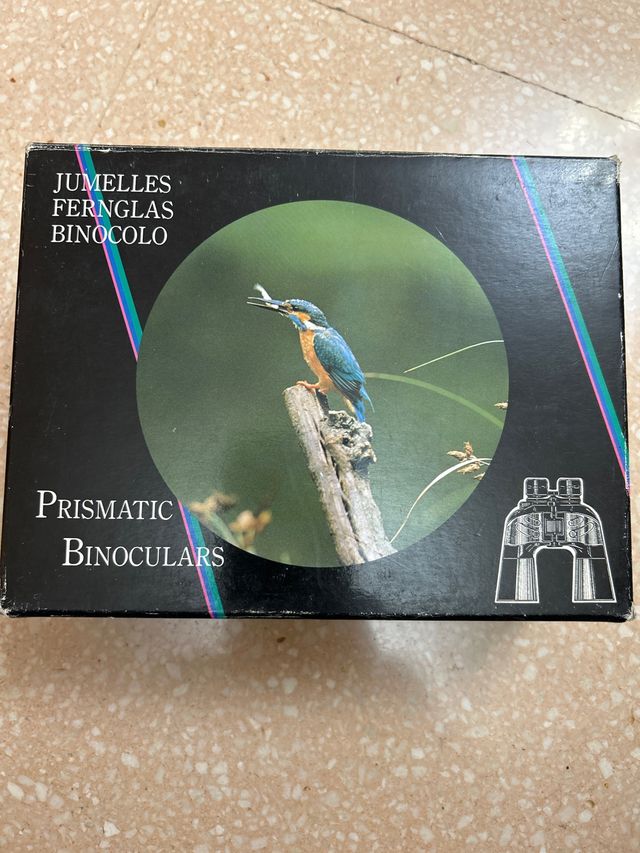 JUMELLES
FERNGLAS
BINOCOLO
PRISMATIC
BINOCULARS